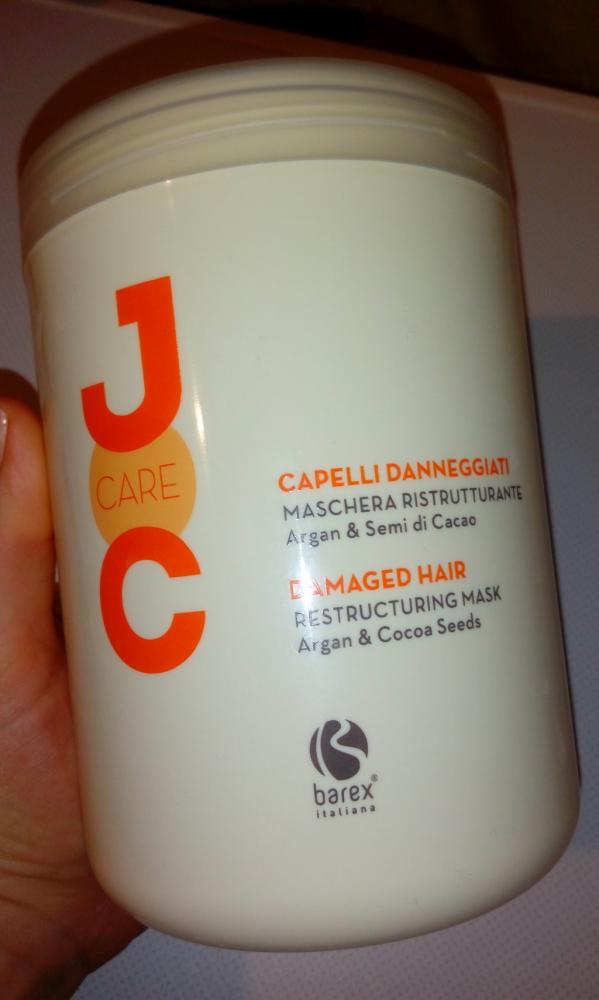 J
CARE
C
CAPELLI DANNEGGIATI
MASCHERA RISTRUTTURANTE
Argan & Semi di Cacao
DAMAGED HAIR
RESTRUCTURING MASK
Argan & Cocoa Seeds
barex®
italiana